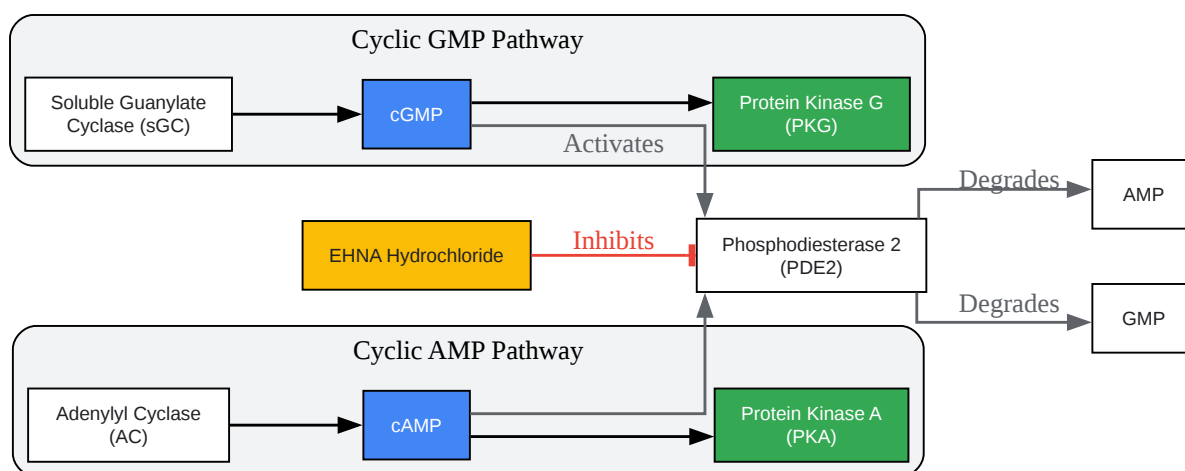 Cyclic GMP Pathway
Soluble Guanylate
Cyclase (sGC)
cGMP
Protein Kinase G
(PKG)
Activates
Degrades
AMP
EHNA Hydrochloride
Inhibits
Phosphodiesterase 2
(PDE2)
Degrades
GMP
Cyclic AMP Pathway
Adenylyl Cyclase
(AC)
cAMP
Protein Kinase A
(PKA)